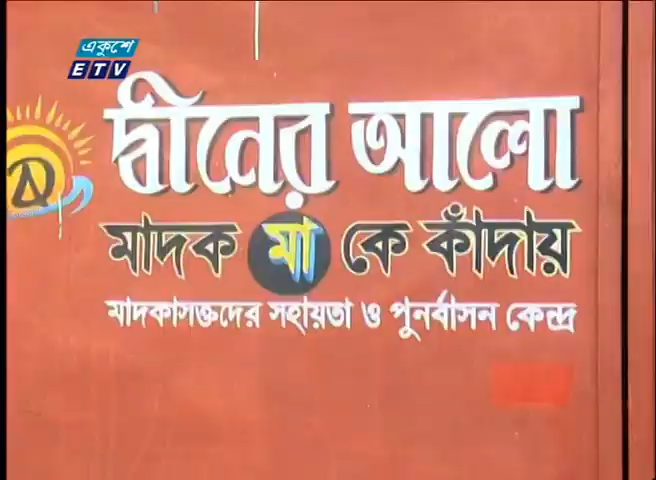 একুশে
ETV
দ্বীনের আলো
মাদক মা কে কাঁদায়
মাদকাসক্তদের সহায়তা ও পুনর্বাসন কেন্দ্র